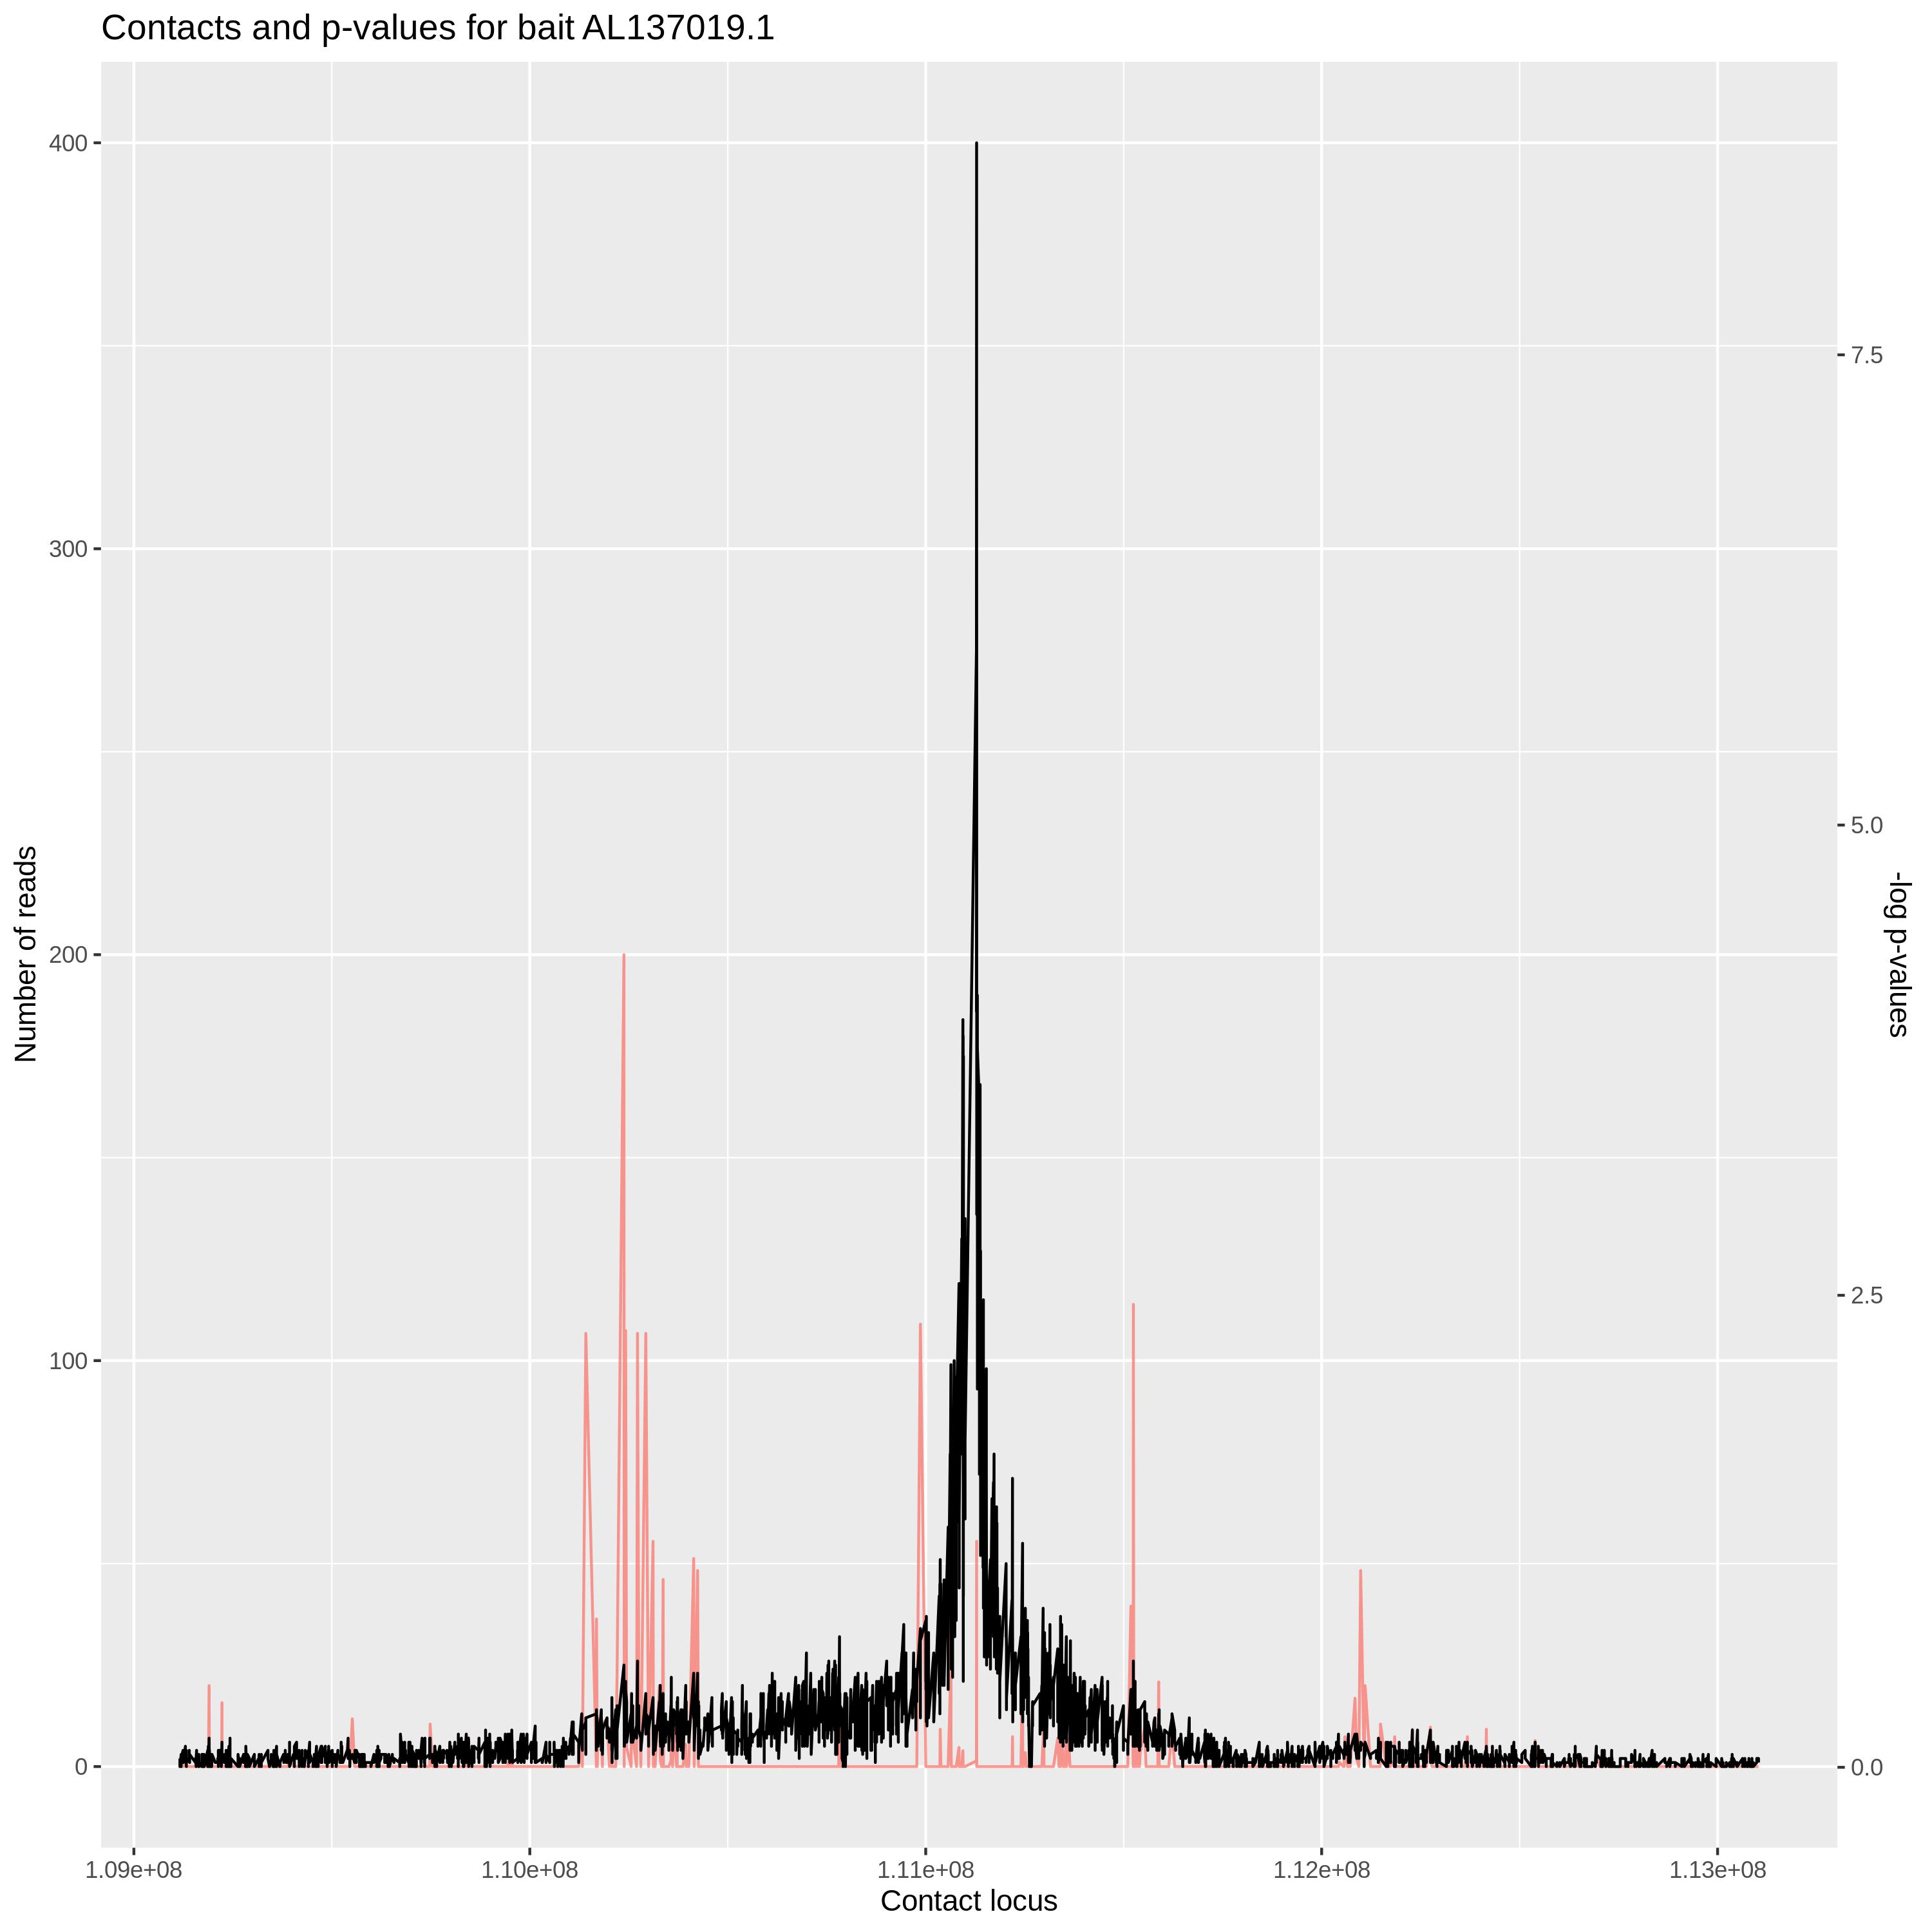 Contacts and p-values for bait AL137019.1
400
300
200
100
0
Number of reads
7.5
5.0
2.5
0.0
-log p-values
1.09e+08
1.10e+08
1.11e+08
1.12e+08
1.13e+08
Contact locus